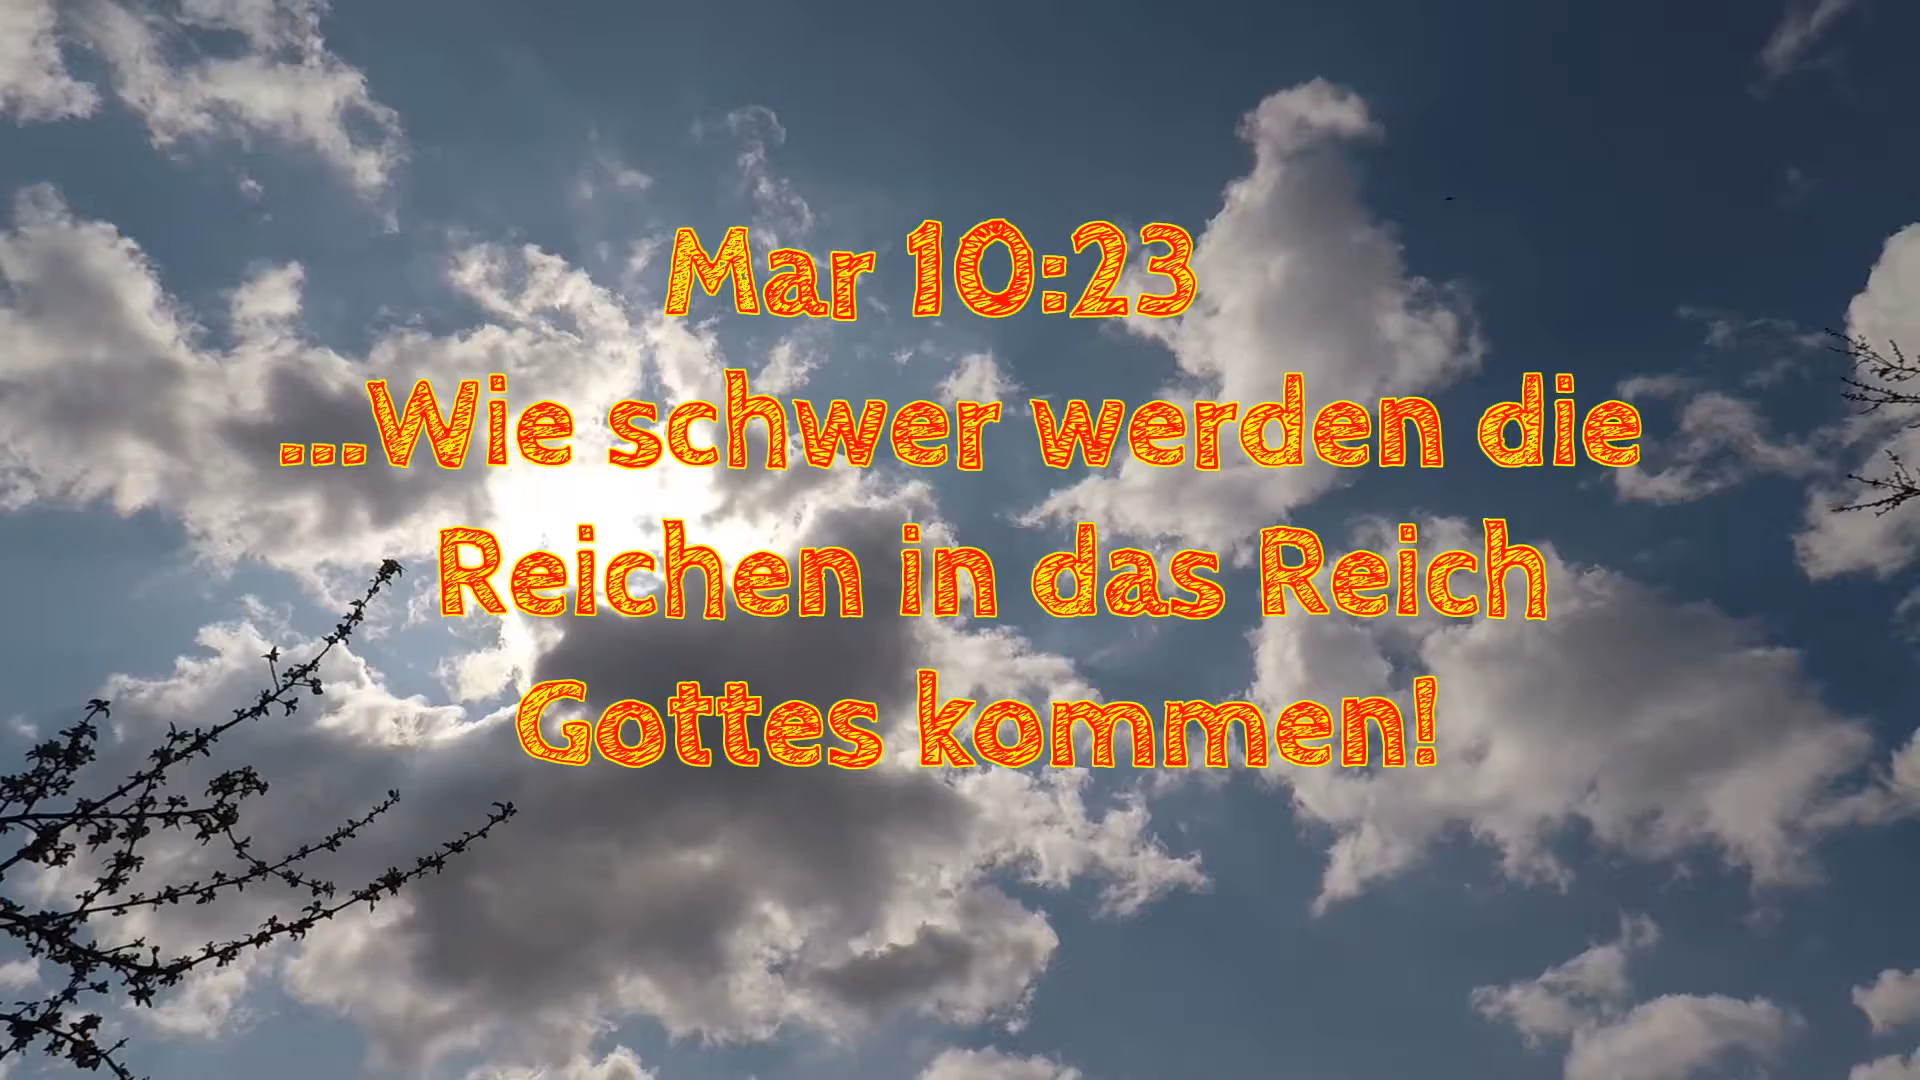 Mar 10:23
...Wie schwer werden die
Reichen in das Reich
Gottes kommen!